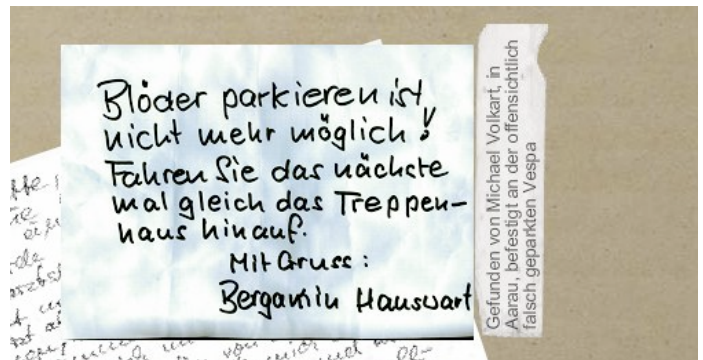 Blöder parkieren ist
nicht mehr möglich!
Fahren Sie das nächste
mal gleich das Treppen-
haus hinauf.
Mit Gruss:
Bergamin Hauswart
Gefunden von Michael Volkart, in
Aarau, befestigt an der offensichtlich
falsch geparkten Vespa